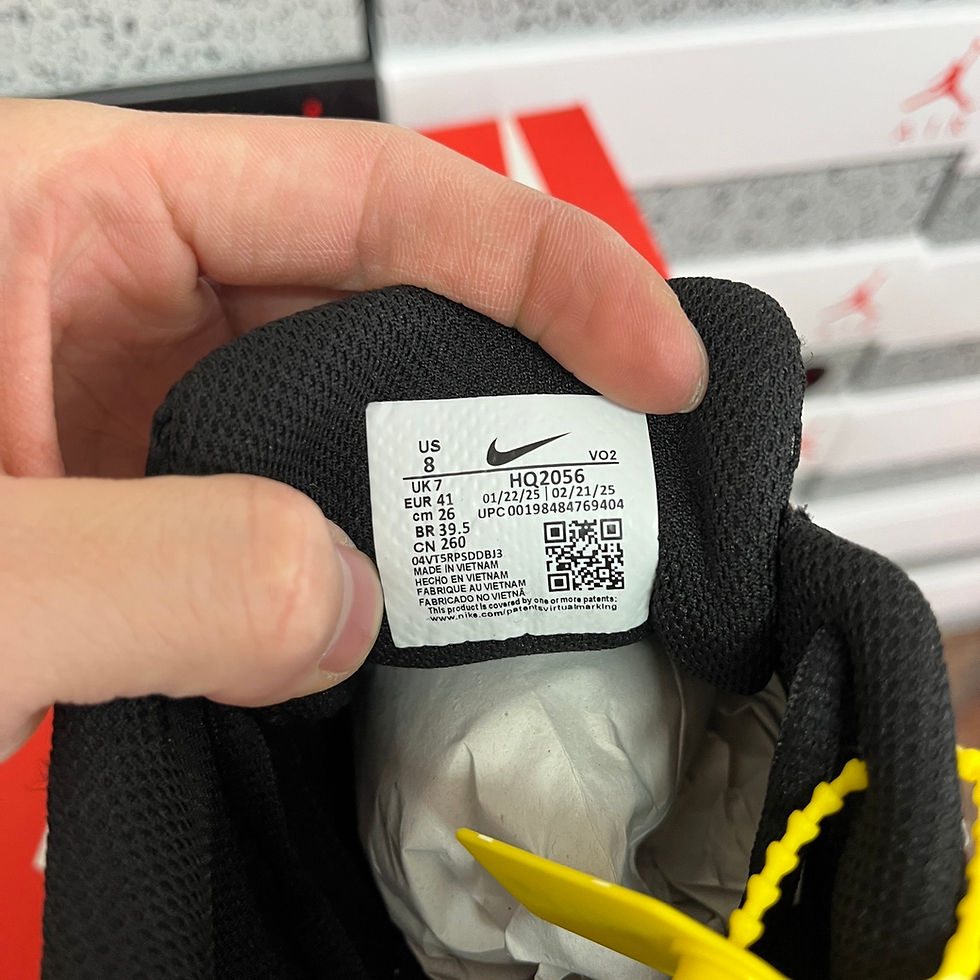 US
8
VO2
UK 7
HQ2056
EUR 41
01/22/25 | 02/21/25
cm 26
UPC 00198484769404
BR 39.5
CN 260
04VT5RPSDDBJ3
MADE IN VIETNAM
HECHO EN VIETNAM
FABRIQUE AU VIETNAM
FABRICADO NO VIETNÃ
This product is covered by one or more patents:
www.nike.com/patentsvirtualmarking